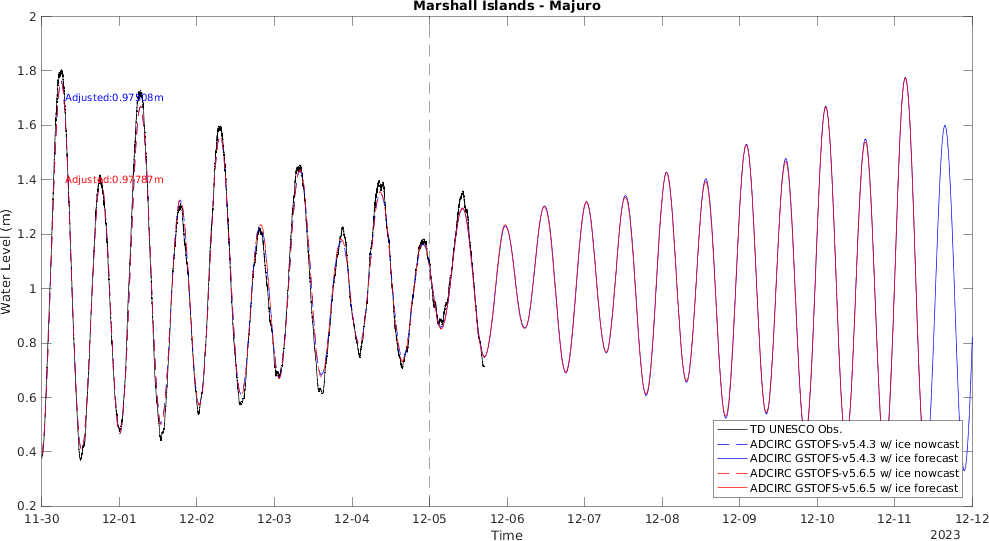 Marshall Islands - Majuro
Water Level (m)
2
1.8
1.6
1.4
1.2
1
0.8
0.6
0.4
0.2
Adjusted:0.97787m
11-30
12-01
12-02
12-03
12-04
12-05
12-06
12-07
12-08
12-09
12-10
12-11
12-12
Time
2023
TD UNESCO Obs.
ADCIRC GSTOFS-v5.4.3 w/ ice nowcast
ADCIRC GSTOFS-v5.4.3 w/ ice forecast
ADCIRC GSTOFS-v5.6.5 w/ ice nowcast
ADCIRC GSTOFS-v5.6.5 w/ ice forecast